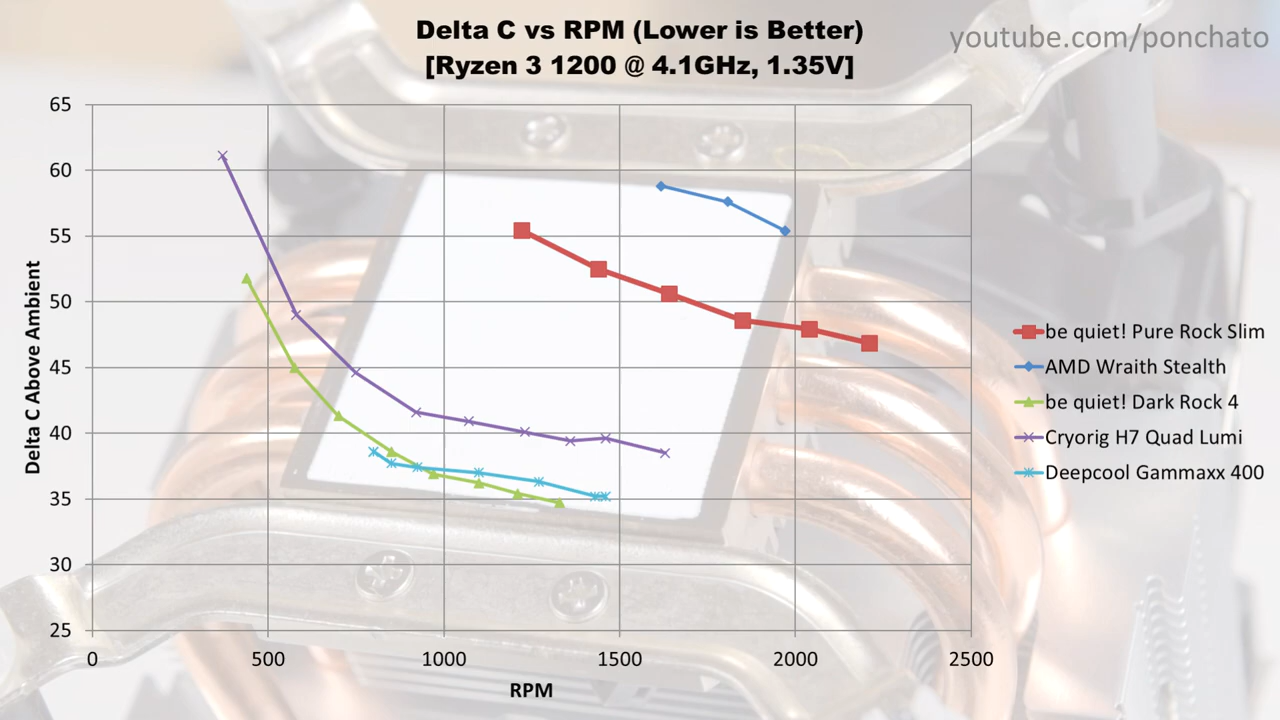 Delta C vs RPM (Lower is Better)
[Ryzen 3 1200 @ 4.1GHz, 1.35V]
youtube.com/ponchato
65
60
55
50
45
40
35
30
25
Delta C Above Ambient
0 500 1000 1500 2000 2500
RPM
be quiet! Pure Rock Slim
AMD Wraith Stealth
be quiet! Dark Rock 4
Cryorig H7 Quad Lumi
Deepcool Gammaxx 400